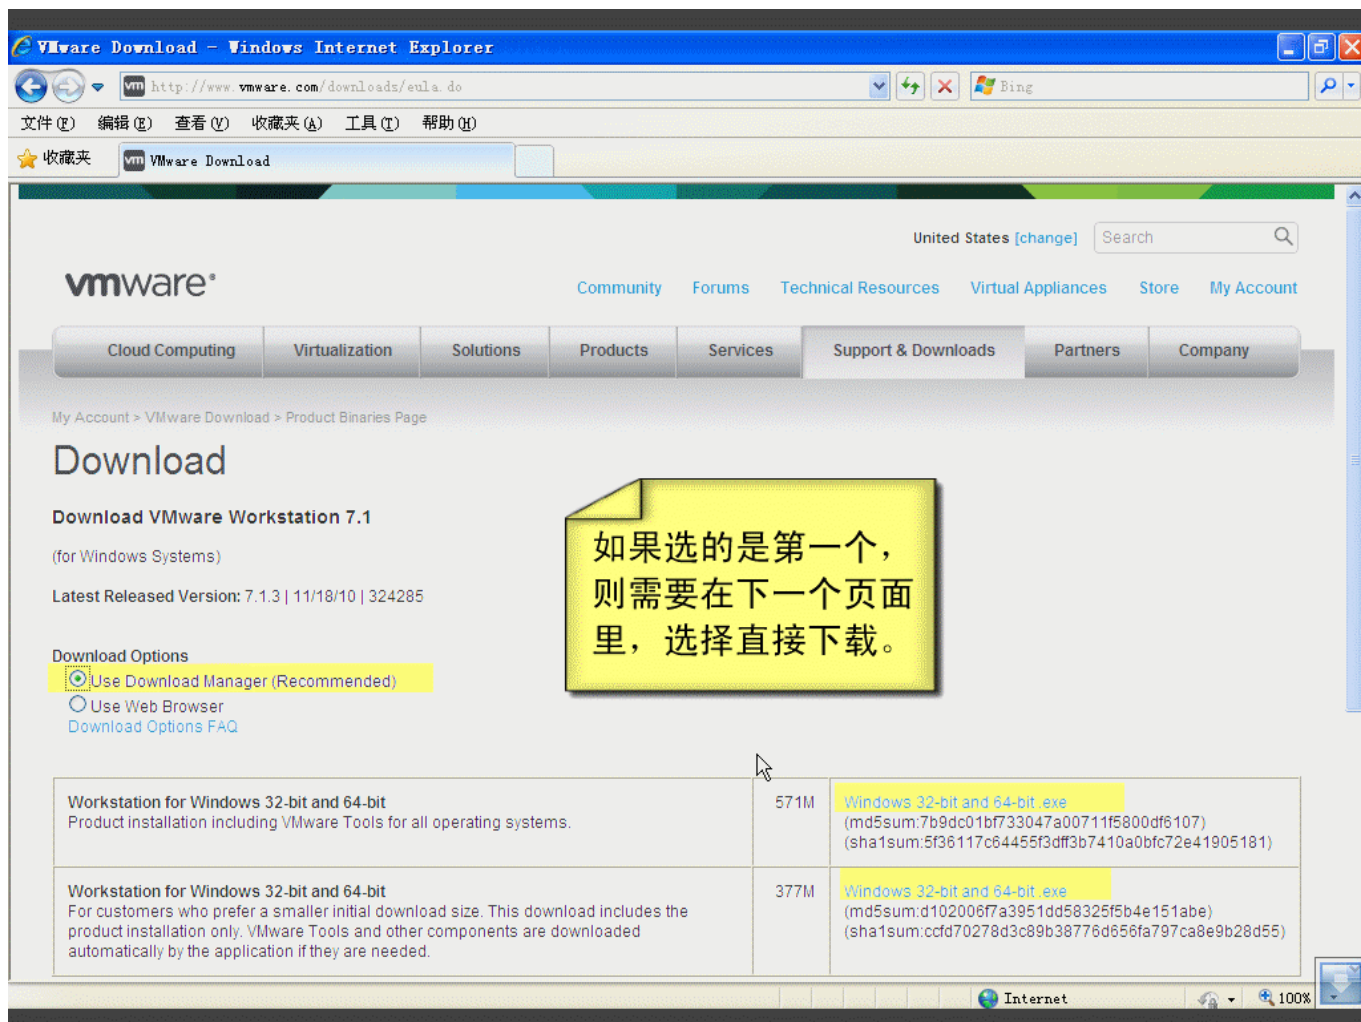 VMware Download - Windows Internet Explorer
http://www.vmware.com/downloads/eula.do
Bing
文件(F) 编辑(E) 查看(V) 收藏夹(A) 工具(T) 帮助(H)
收藏夹 vm VMware Download
United States [change] Search
vmware
Community Forums Technical Resources Virtual Appliances Store My Account
Cloud Computing Virtualization Solutions Products Services Support & Downloads Partners Company
My Account > VMware Download > Product Binaries Page
Download
Download VMware Workstation 7.1
(for Windows Systems)
Latest Released Version: 7.1.3 | 11/18/10 | 324285
如果选的是第一个，
则需要在下一个页面
里，选择直接下载。
Download Options
Use Download Manager (Recommended)
Use Web Browser
Download Options FAQ
Workstation for Windows 32-bit and 64-bit
Product installation including VMware Tools for all operating systems.
571M
Windows 32-bit and 64-bit .exe
(md5sum:7b9dc01bf733047a00711f5800df6107)
(sha1sum:5f36117c64455f3dff3b7410a0bfc72e41905181)
Workstation for Windows 32-bit and 64-bit
For customers who prefer a smaller initial download size. This download includes the
product installation only. VMware Tools and other components are downloaded
automatically by the application if they are needed.
377M
Windows 32-bit and 64-bit .exe
(md5sum:d102006f7a3951dd58325f5b4e151abe)
(sha1sum:ccfd70278d3c89b38776d656fa797ca8e9b28d55)
Internet 100%